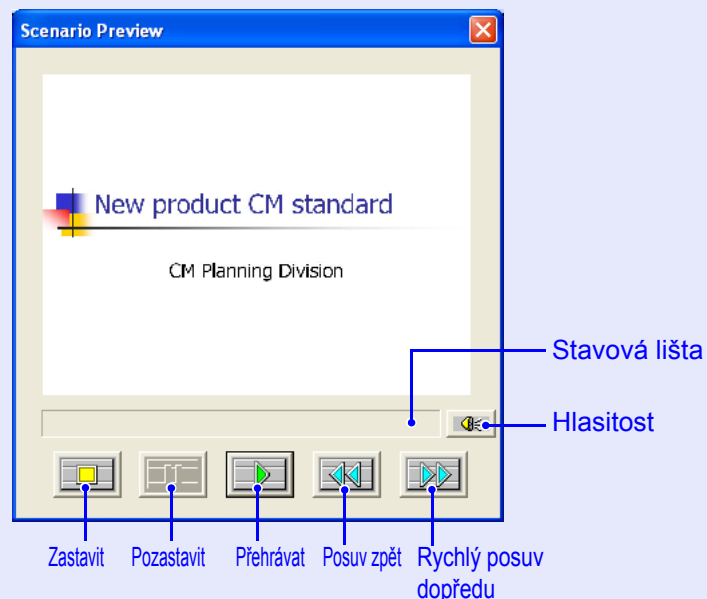 Scenario Preview
New product CM standard
CM Planning Division
Stavová lišta
Hlasitost
Zastavit Pozastavit Přehrávat Posuv zpět Rychlý posuv
dopředu